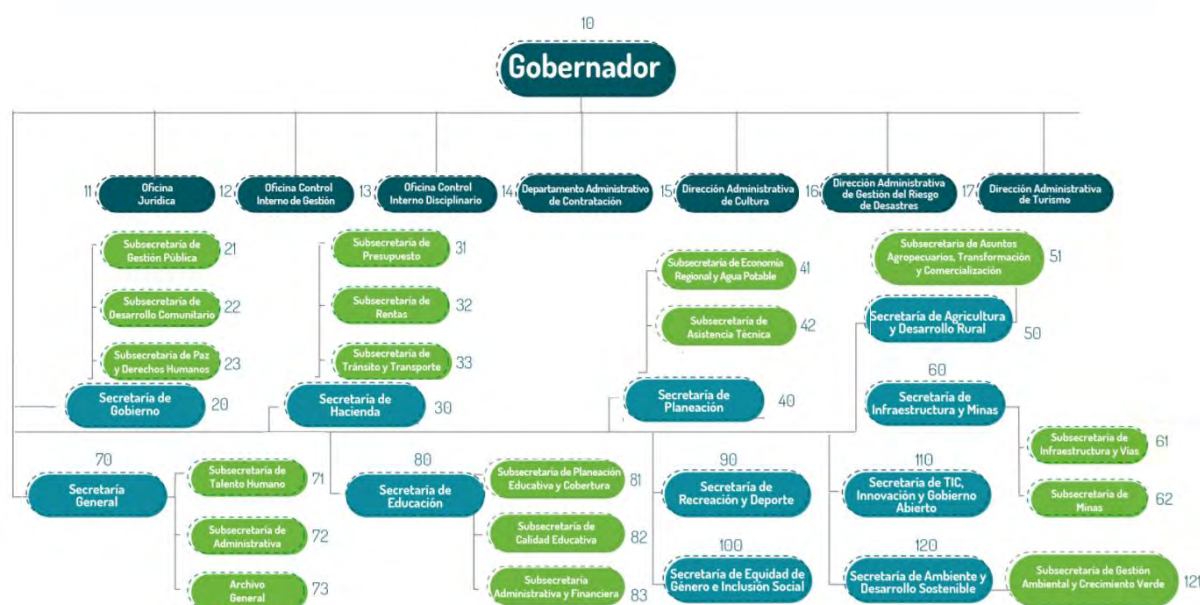 10
Gobernador
11
Oficina
Jurídica
12
Oficina Control
Interno de Gestión
13
Oficina Control
Interno Disciplinario
14
Departamento Administrativo
de Contratación
15
Dirección Administrativa
de Cultura
16
Dirección Administrativa
de Gestión del Riesgo
de Desastres
17
Dirección Administrativa
de Turismo
Subsecretaría de
Gestión Pública
21
Subsecretaría de
Desarrollo Comunitario
22
Subsecretaría de Paz
y Derechos Humanos
23
Secretaría de
Gobierno
20
Subsecretaría de
Presupuesto
31
Subsecretaría de
Rentas
32
Subsecretaría de
Tránsito y Transporte
33
Secretaría de
Hacienda
30
Subsecretaría de Economía
Regional y Agua Potable
41
Subsecretaría de
Asistencia Técnica
42
Secretaría de
Planeación
40
Subsecretaría de Asuntos
Agropecuarios, Transformación
y Comercialización
51
Secretaría de Agricultura
y Desarrollo Rural
50
60
Secretaría de
Infraestructura y Minas
Subsecretaría de
Infraestructura y Vías
61
Subsecretaría de
Minas
62
70
Secretaría
General
Subsecretaría de
Talento Humano
71
Subsecretaría de
Administrativa
72
Archivo
General
73
80
Secretaría de
Educación
Subsecretaría de Planeación
Educativa y Cobertura
81
Subsecretaría de
Calidad Educativa
82
Subsecretaría
Administrativa y Financiera
83
90
Secretaría de
Recreación y Deporte
100
Secretaría de Equidad de
Género e Inclusión Social
110
Secretaría de TIC,
Innovación y Gobierno
Abierto
120
Secretaría de Ambiente y
Desarrollo Sostenible
Subsecretaría de Gestión
Ambiental y Crecimiento Verde
121